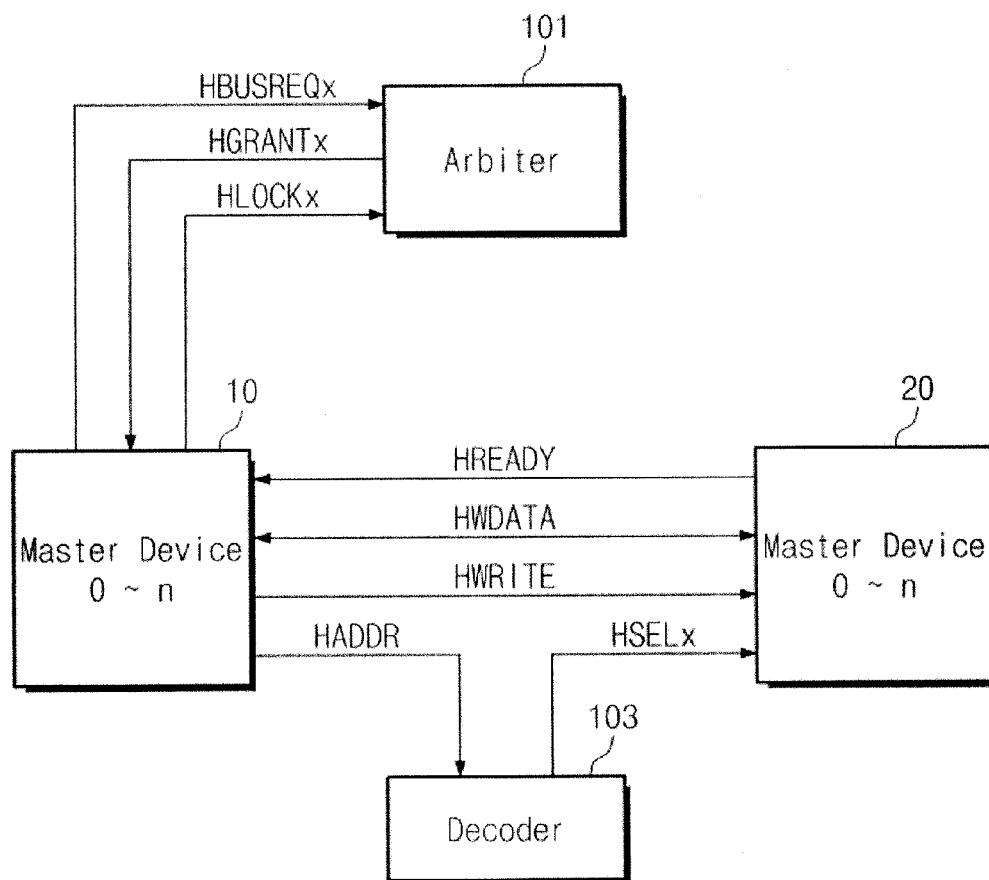 101
HBUSREQx
HGRANTx
HLOCKx
Arbiter
10
20
HREADY
HWDATA
HWRITE
HADDR
HSELx
Master Device
0 ~ n
Master Device
0 ~ n
103
Decoder